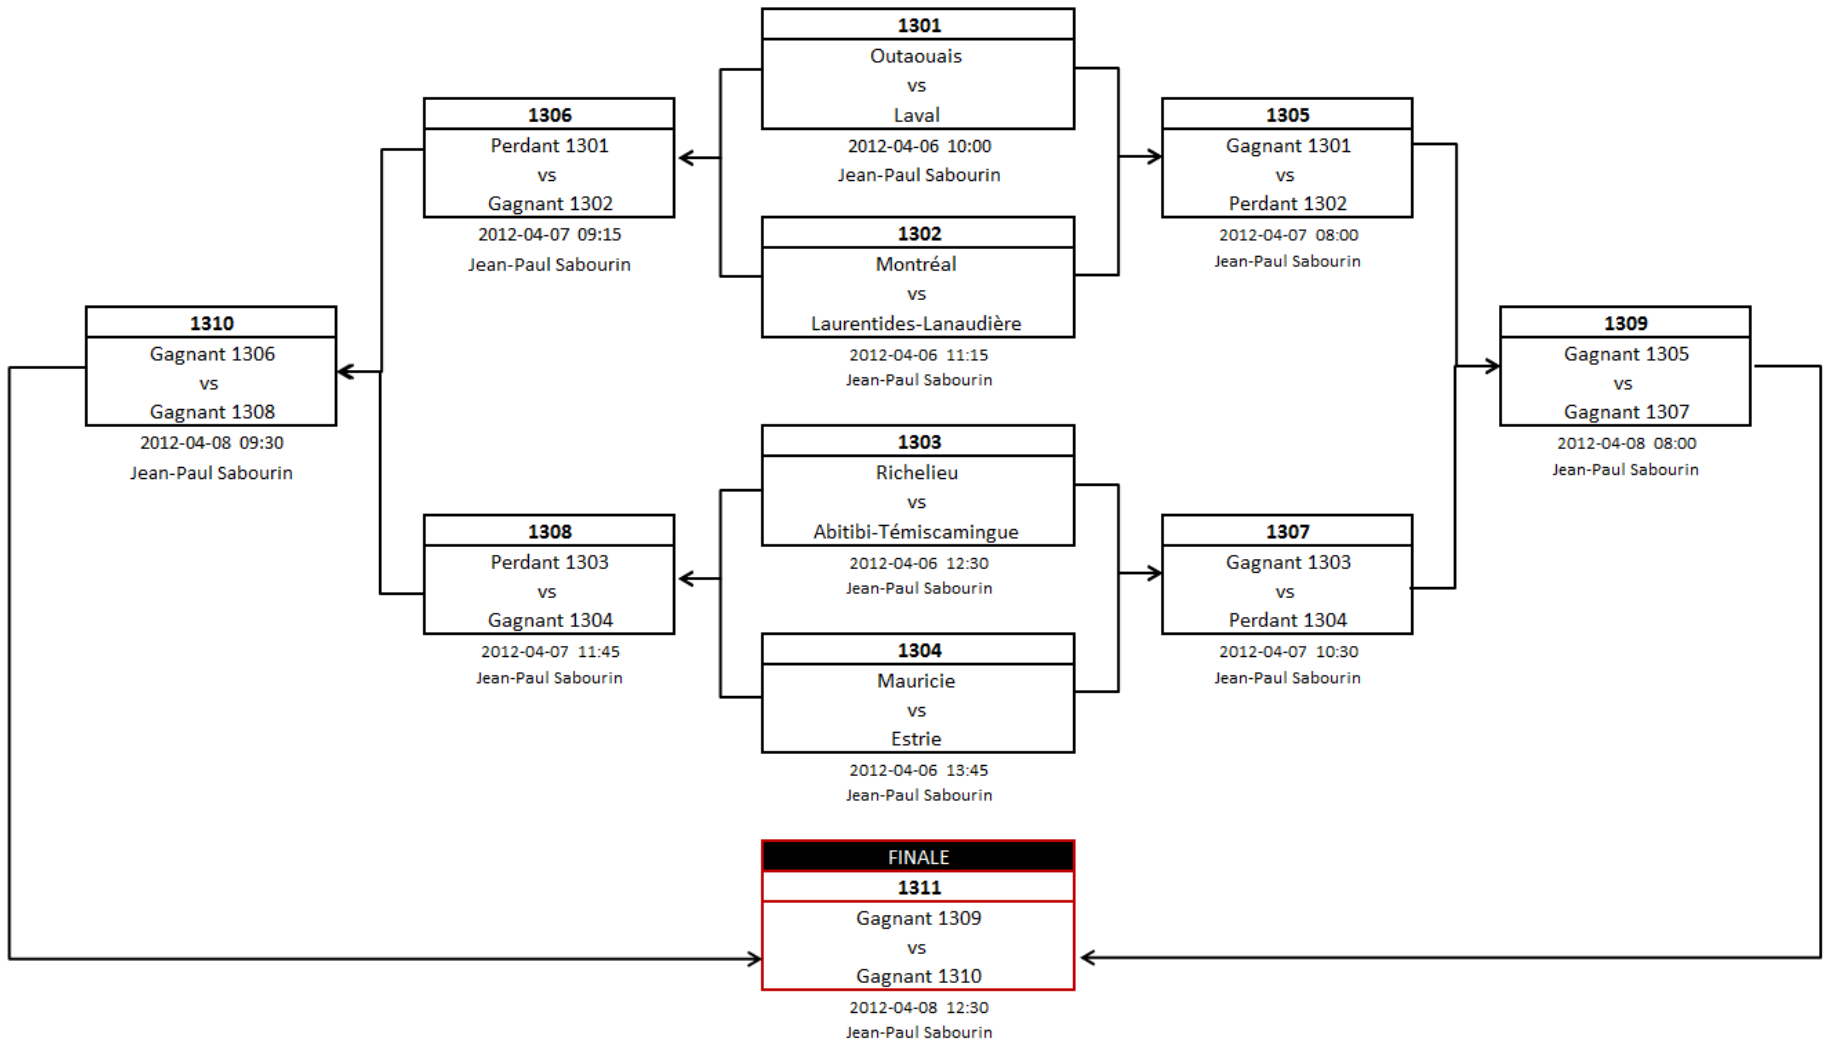 1301
Outaouais
vs
Laval
2012-04-06 10:00
Jean-Paul Sabourin
1306
Perdant 1301
vs
Gagnant 1302
2012-04-07 09:15
Jean-Paul Sabourin
1305
Gagnant 1301
vs
Perdant 1302
2012-04-07 08:00
Jean-Paul Sabourin
1302
Montréal
vs
Laurentides-Lanaudière
2012-04-06 11:15
Jean-Paul Sabourin
1310
Gagnant 1306
vs
Gagnant 1308
2012-04-08 09:30
Jean-Paul Sabourin
1309
Gagnant 1305
vs
Gagnant 1307
2012-04-08 08:00
Jean-Paul Sabourin
1303
Richelieu
vs
Abitibi-Témiscamingue
2012-04-06 12:30
Jean-Paul Sabourin
1308
Perdant 1303
vs
Gagnant 1304
2012-04-07 11:45
Jean-Paul Sabourin
1307
Gagnant 1303
vs
Perdant 1304
2012-04-07 10:30
Jean-Paul Sabourin
1304
Mauricie
vs
Estrie
2012-04-06 13:45
Jean-Paul Sabourin
FINALE
1311
Gagnant 1309
vs
Gagnant 1310
2012-04-08 12:30
Jean-Paul Sabourin